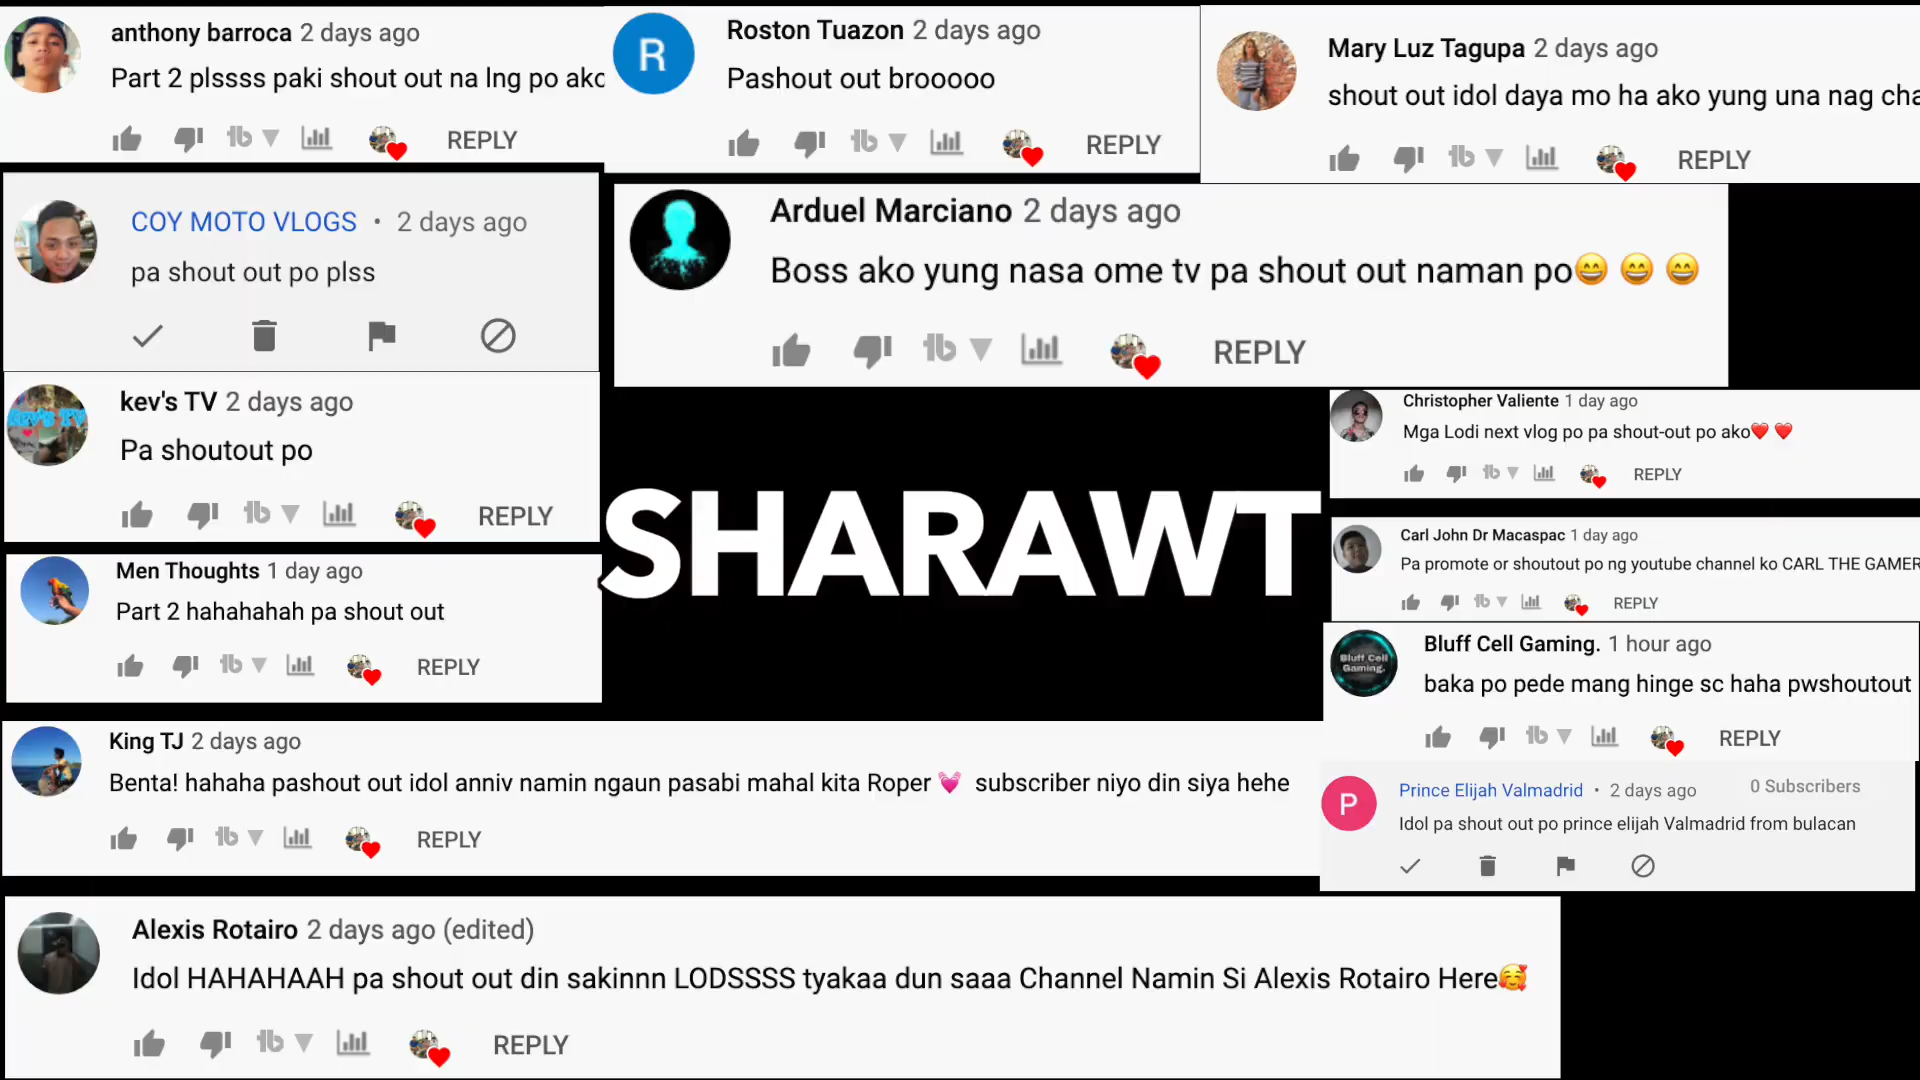 anthony barroca 2 days ago
Part 2 plssss paki shout out na lng po ako
REPLY
R
Roston Tuazon 2 days ago
Pashout out brooooo
REPLY
Mary Luz Tagupa 2 days ago
shout out idol daya mo ha ako yung una nag cha
REPLY
COY MOTO VLOGS • 2 days ago
pa shout out po plss
Arduel Marciano 2 days ago
Boss ako yung nasa ome tv pa shout out naman po😄 😄 😄
REPLY
kev's TV 2 days ago
Pa shoutout po
REPLY
Christopher Valiente 1 day ago
Mga Lodi next vlog po pa shout-out po ako❤️ ❤️
REPLY
SHARAWT
Carl John Dr Macaspac 1 day ago
Pa promote or shoutout po ng youtube channel ko CARL THE GAMER
REPLY
Men Thoughts 1 day ago
Part 2 hahahahah pa shout out
REPLY
Bluff Cell
Gaming.
Bluff Cell Gaming. 1 hour ago
baka po pede mang hinge sc haha pwshoutout
REPLY
King TJ 2 days ago
Benta! hahaha pashout out idol anniv namin ngaun pasabi mahal kita Roper 💓 subscriber niyo din siya hehe
REPLY
P
Prince Elijah Valmadrid • 2 days ago 0 Subscribers
Idol pa shout out po prince elijah Valmadrid from bulacan
Alexis Rotairo 2 days ago (edited)
Idol HAHAHAAH pa shout out din sakinnn LODSSSS tyakaa dun saaa Channel Namin Si Alexis Rotairo Here🥰
REPLY